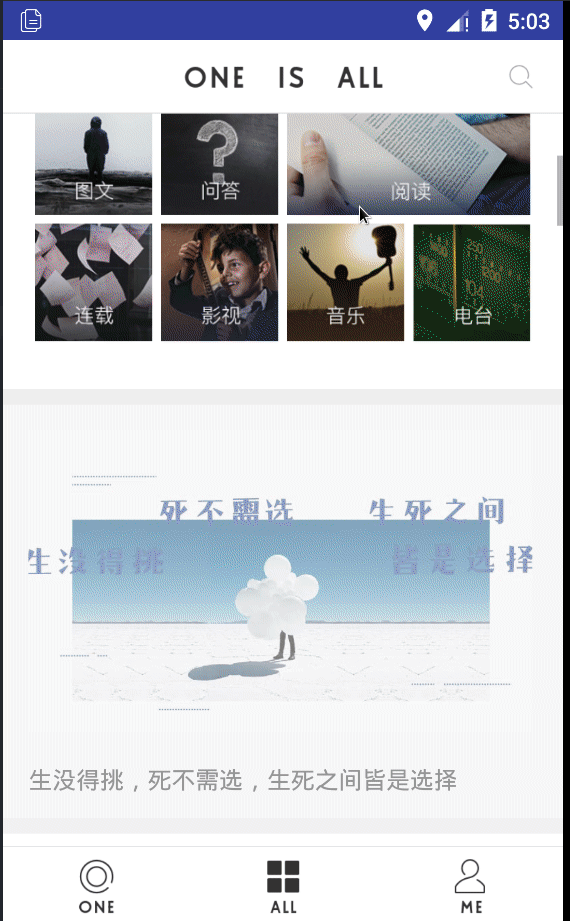 5:03
ONE IS ALL
图文 问答 阅读
连载 影视 音乐 电台
死不需选 生死之间
生没得挑 皆是选择
生没得挑，死不需选，生死之间皆是选择
ONE ALL ME